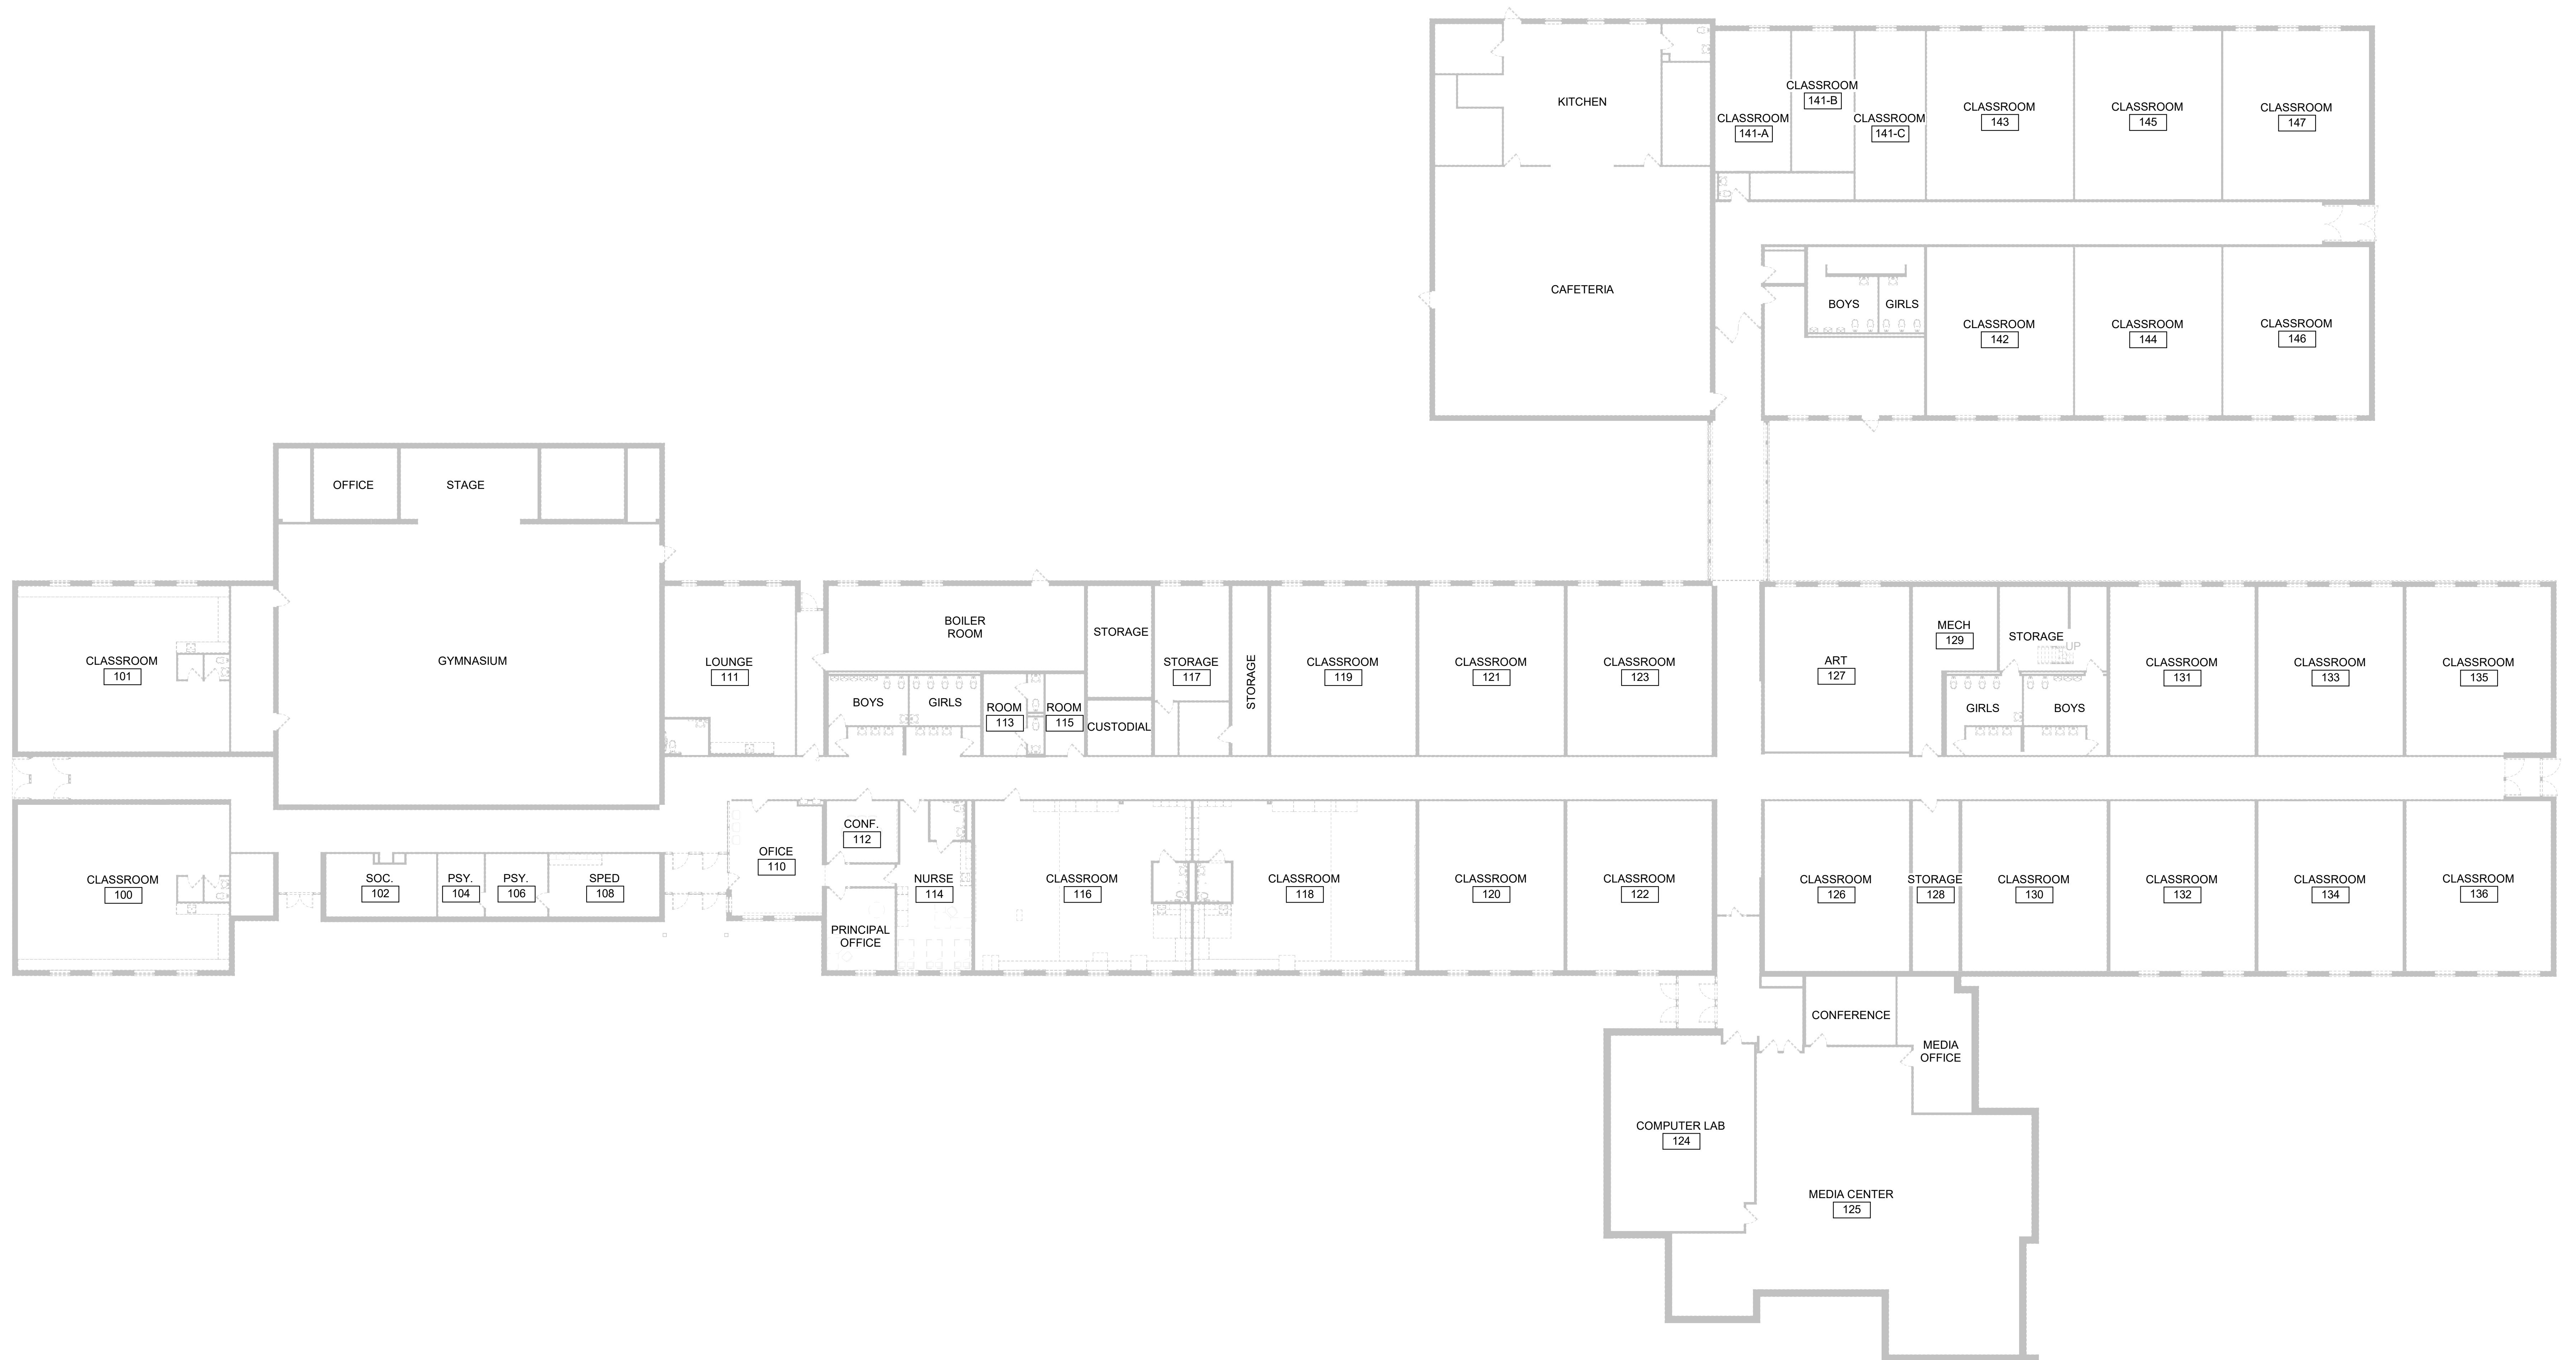 KITCHEN
CLASSROOM
141-A
CLASSROOM
141-B
CLASSROOM
141-C
CLASSROOM
143
CLASSROOM
145
CLASSROOM
147
CAFETERIA
BOYS
GIRLS
CLASSROOM
142
CLASSROOM
144
CLASSROOM
146
OFFICE
STAGE
CLASSROOM
101
GYMNASIUM
LOUNGE
111
BOILER
ROOM
BOYS
GIRLS
ROOM
113
ROOM
115
STORAGE
CUSTODIAL
STORAGE
117
STORAGE
CLASSROOM
119
CLASSROOM
121
CLASSROOM
123
ART
127
MECH
129
STORAGE
UP
GIRLS
BOYS
CLASSROOM
131
CLASSROOM
133
CLASSROOM
135
CLASSROOM
100
SOC.
102
PSY.
104
PSY.
106
SPED
108
OFICE
110
CONF.
112
PRINCIPAL
OFFICE
NURSE
114
CLASSROOM
116
CLASSROOM
118
CLASSROOM
120
CLASSROOM
122
CLASSROOM
126
STORAGE
128
CLASSROOM
130
CLASSROOM
132
CLASSROOM
134
CLASSROOM
136
CONFERENCE
MEDIA
OFFICE
COMPUTER LAB
124
MEDIA CENTER
125